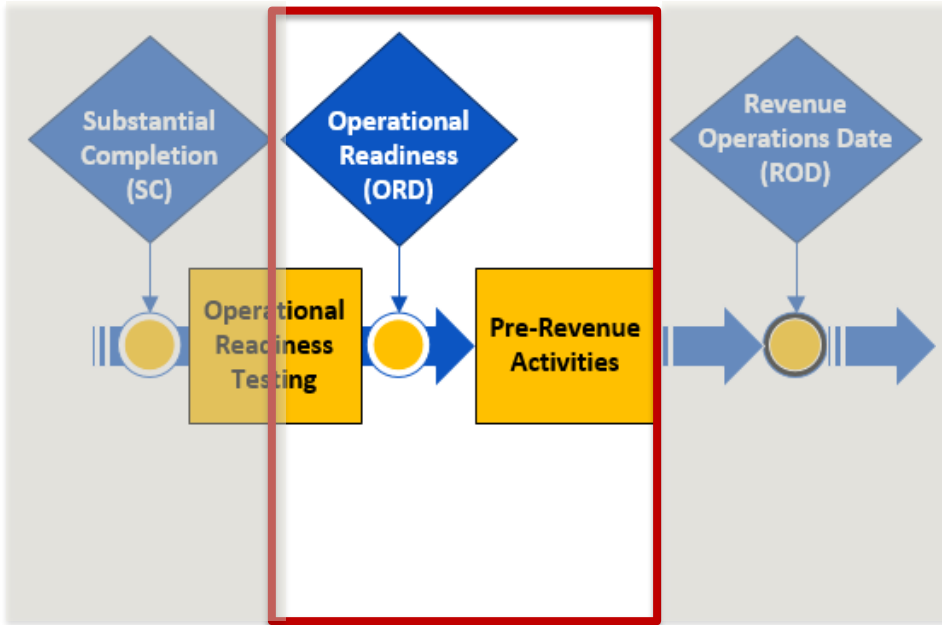 Substantial
Completion
(SC)
Operational
Readiness
(ORD)
Revenue
Operations Date
(ROD)
Operational
Readiness
Testing
Pre-Revenue
Activities